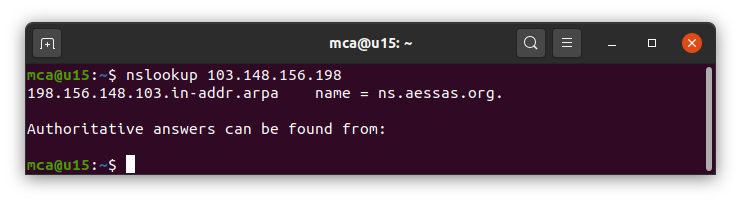 mca@u15: ~
mca@u15:~$ nslookup 103.148.156.198
198.156.148.103.in-addr.arpa    name = ns.aessas.org.
Authoritative answers can be found from:
mca@u15:~$